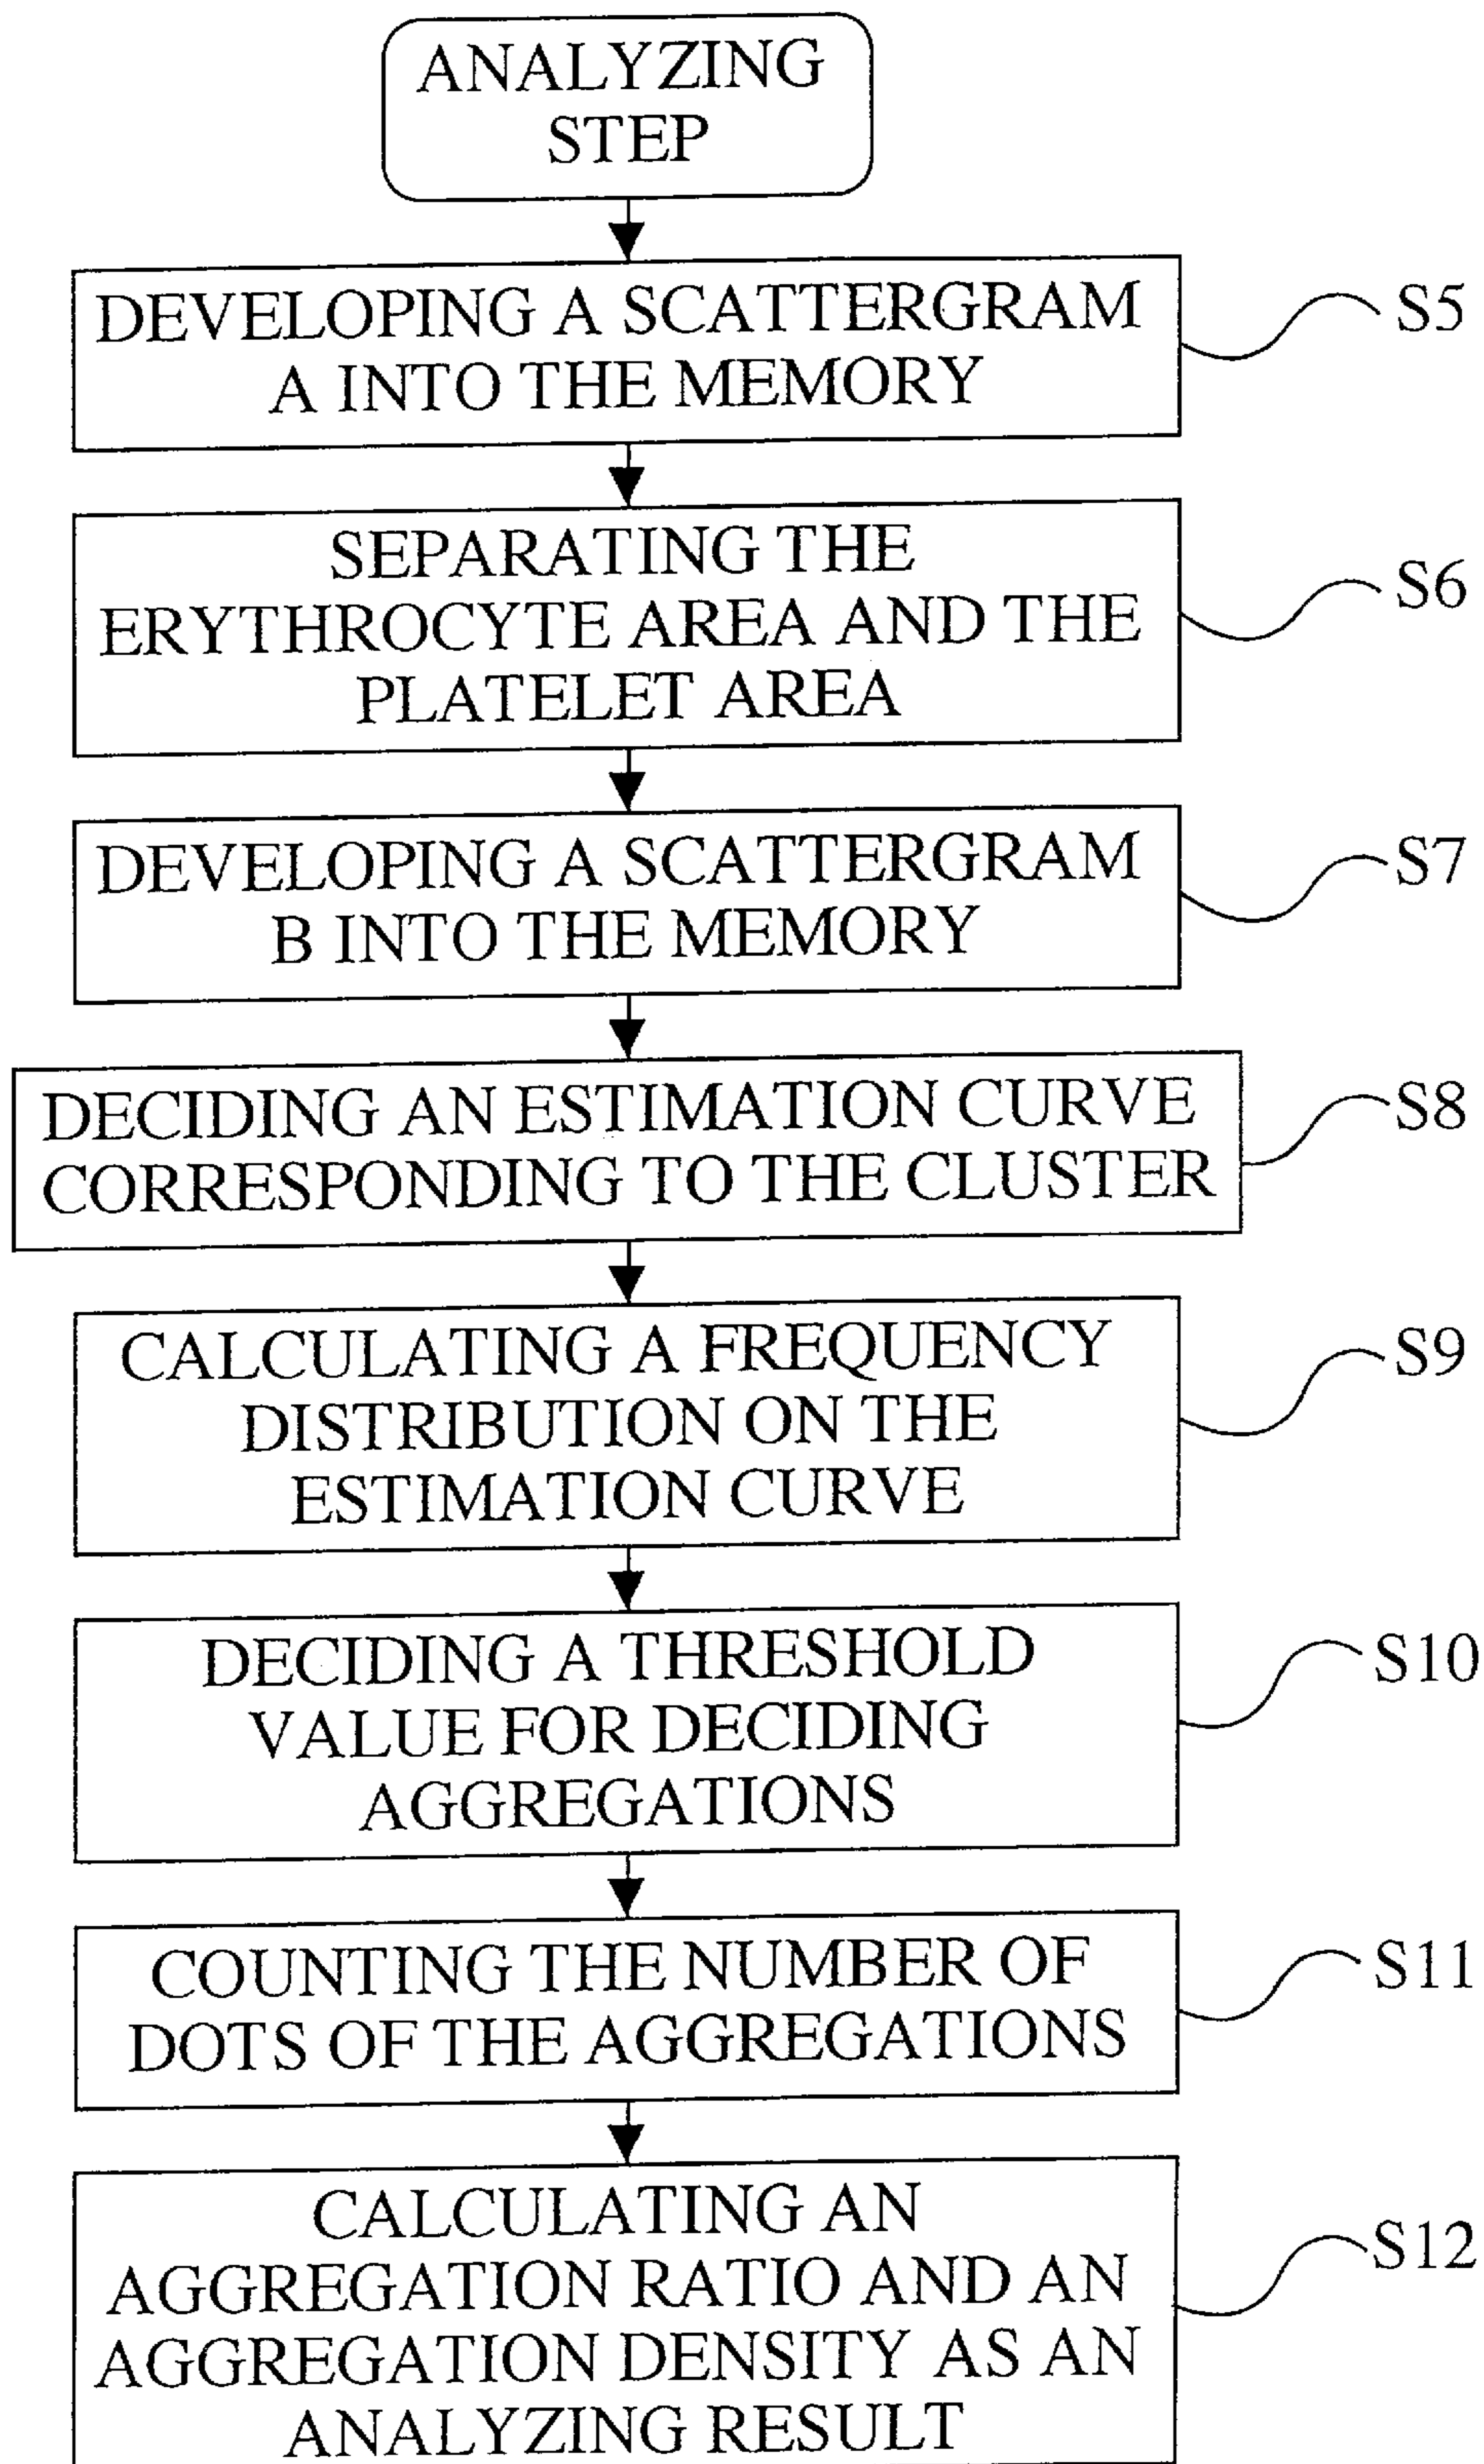 ANALYZING
STEP
DEVELOPING A SCATTERGRAM
A INTO THE MEMORY
S5
SEPARATING THE
ERYTHROCYTE AREA AND THE
PLATELET AREA
S6
DEVELOPING A SCATTERGRAM
B INTO THE MEMORY
S7
DECIDING AN ESTIMATION CURVE
CORRESPONDING TO THE CLUSTER
S8
CALCULATING A FREQUENCY
DISTRIBUTION ON THE
ESTIMATION CURVE
S9
DECIDING A THRESHOLD
VALUE FOR DECIDING
AGGREGATIONS
S10
COUNTING THE NUMBER OF
DOTS OF THE AGGREGATIONS
S11
CALCULATING AN
AGGREGATION RATIO AND AN
AGGREGATION DENSITY AS AN
ANALYZING RESULT
S12